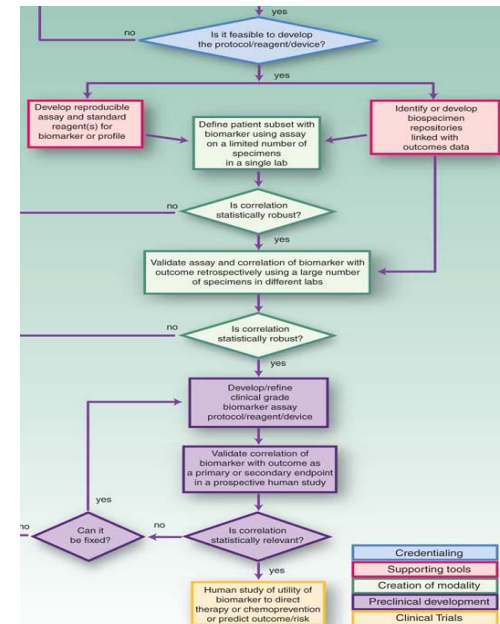 yes
no
Is it feasible to develop
the protocol/reagent/device?
yes
Develop reproducible
assay and standard
reagent(s) for
biomarker or profile
Define patient subset with
biomarker using assay
on a limited number of
specimens
in a single lab
Identify or develop
biospecimen
repositories
linked with
outcomes data
no
Is correlation
statistically robust?
yes
Validate assay and correlation of biomarker with
outcome retrospectively using a large number
of specimens in different labs
no
Is correlation
statistically robust?
yes
Develop/refine
clinical grade
biomarker assay
protocol/reagent/device
Validate correlation of
biomarker with outcome as
a primary or secondary endpoint
in a prospective human study
yes
no
Can it
be fixed?
no
Is correlation
statistically relevant?
yes
Human study of utility of
biomarker to direct
therapy or chemoprevention
or predict outcome/risk
Credentialing
Supporting tools
Creation of modality
Preclinical development
Clinical Trials